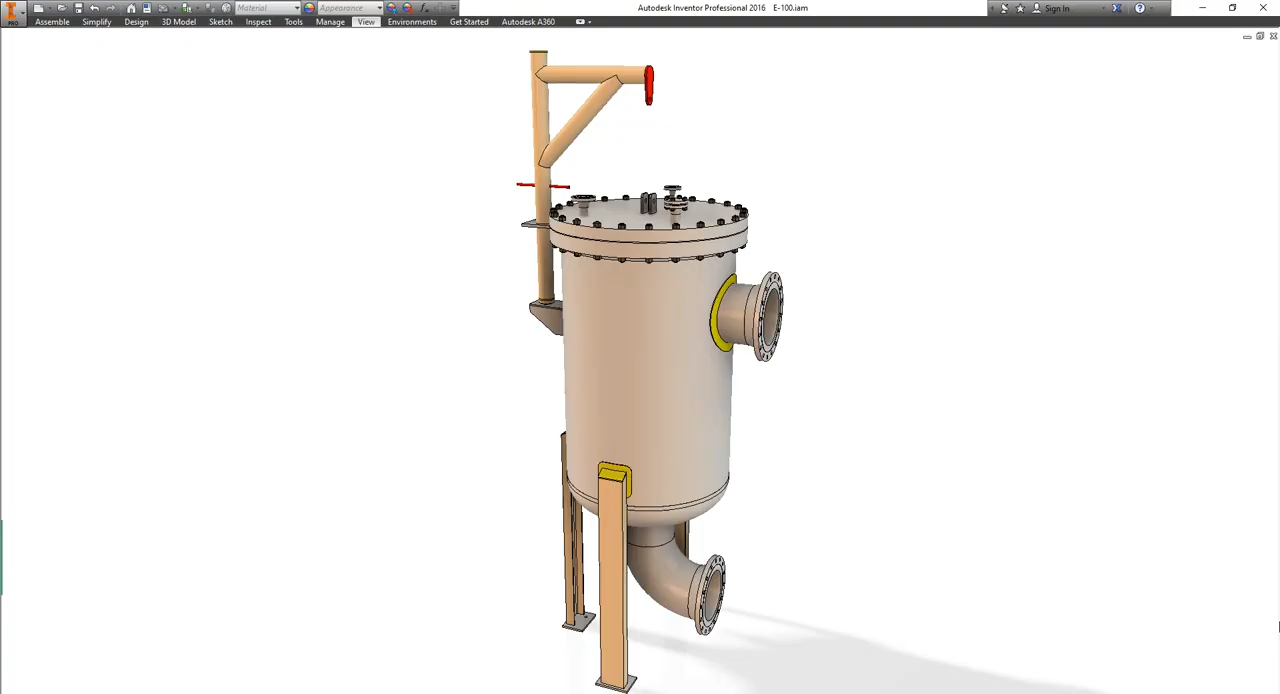 Material Appearance Autodesk Inventor Professional 2016 E-100.iam Sign In
PRO Assemble Simplify Design 3D Model Sketch Inspect Tools Manage View Environments Get Started Autodesk A360